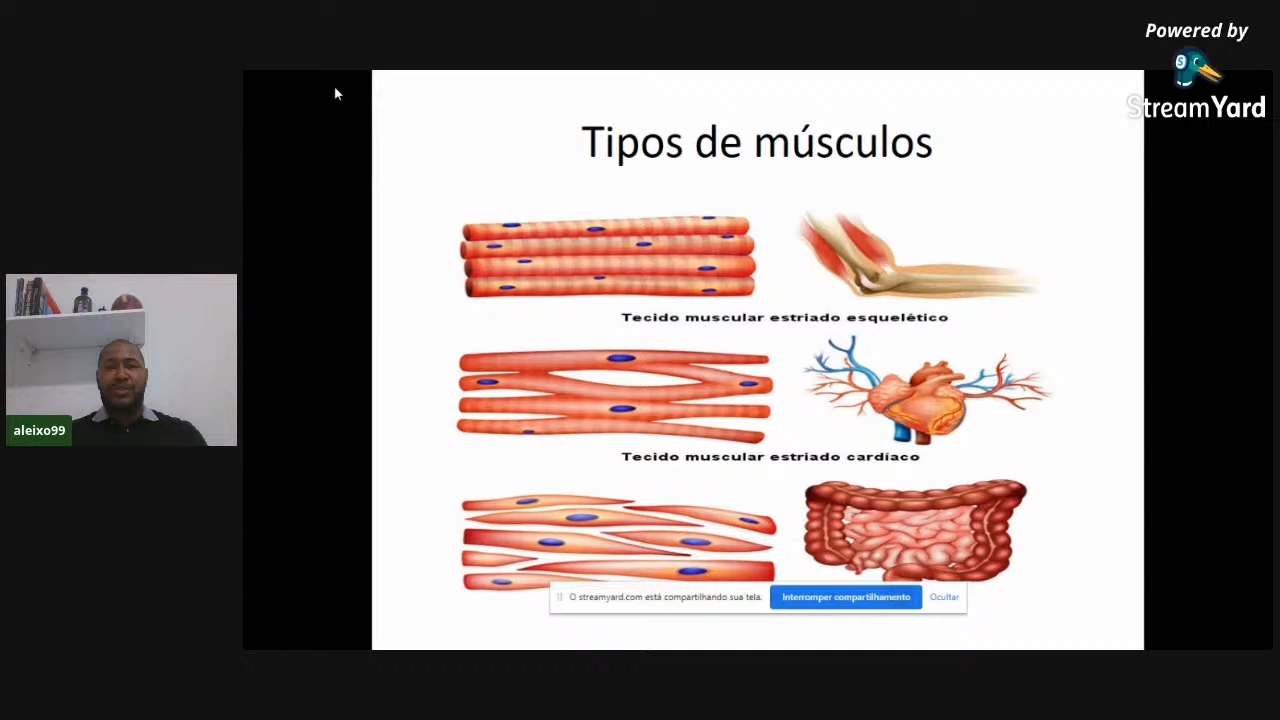 Powered by
StreamYard
Tipos de músculos
Tecido muscular estriado esquelético
Tecido muscular estriado cardíaco
aleixo99
O streamyard.com está compartilhando sua tela.
Interromper compartilhamento
Ocultar